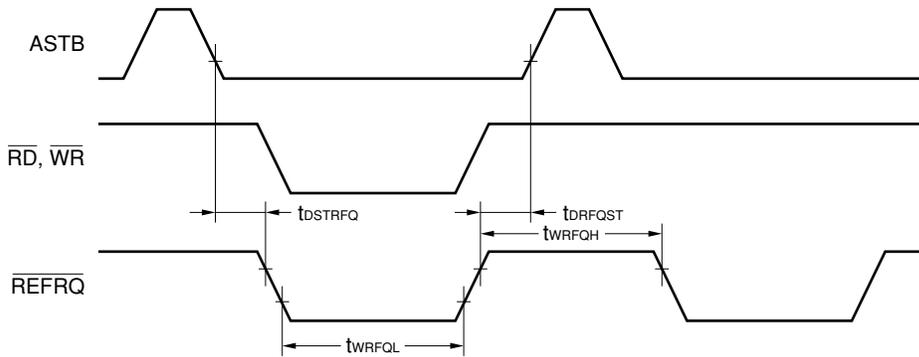 ASTB
RD, WR
tDSTRFQ
tDRFQST
tWRFQH
REFRQ
tWRFQL